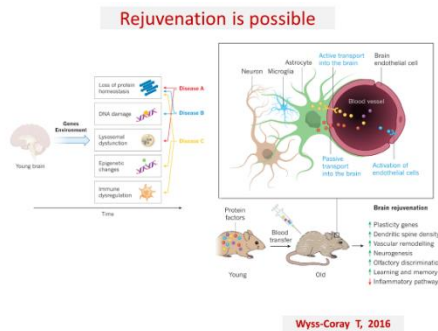 Rejuvenation is possible
Young brain
Genes
Environment
Loss of protein
homeostasis
DNA damage
Lysosomal
dysfunction
Epigenetic
changes
Immune
dysregulation
Disease A
Disease B
Disease C
Time
Neuron
Microglia
Astrocyte
Active transport
into the brain
Brain
endothelial cell
Blood vessel
Passive
transport
into the brain
Activation of
endothelial cells
Protein
factors
Blood
transfer
Young
Old
Brain rejuvenation
↑ Plasticity genes
↑ Dendritic spine density
↑ Vascular remodelling
↑ Neurogenesis
↑ Olfactory discrimination
↑ Learning and memory
↓ Inflammatory pathway
Wyss-Coray T, 2016